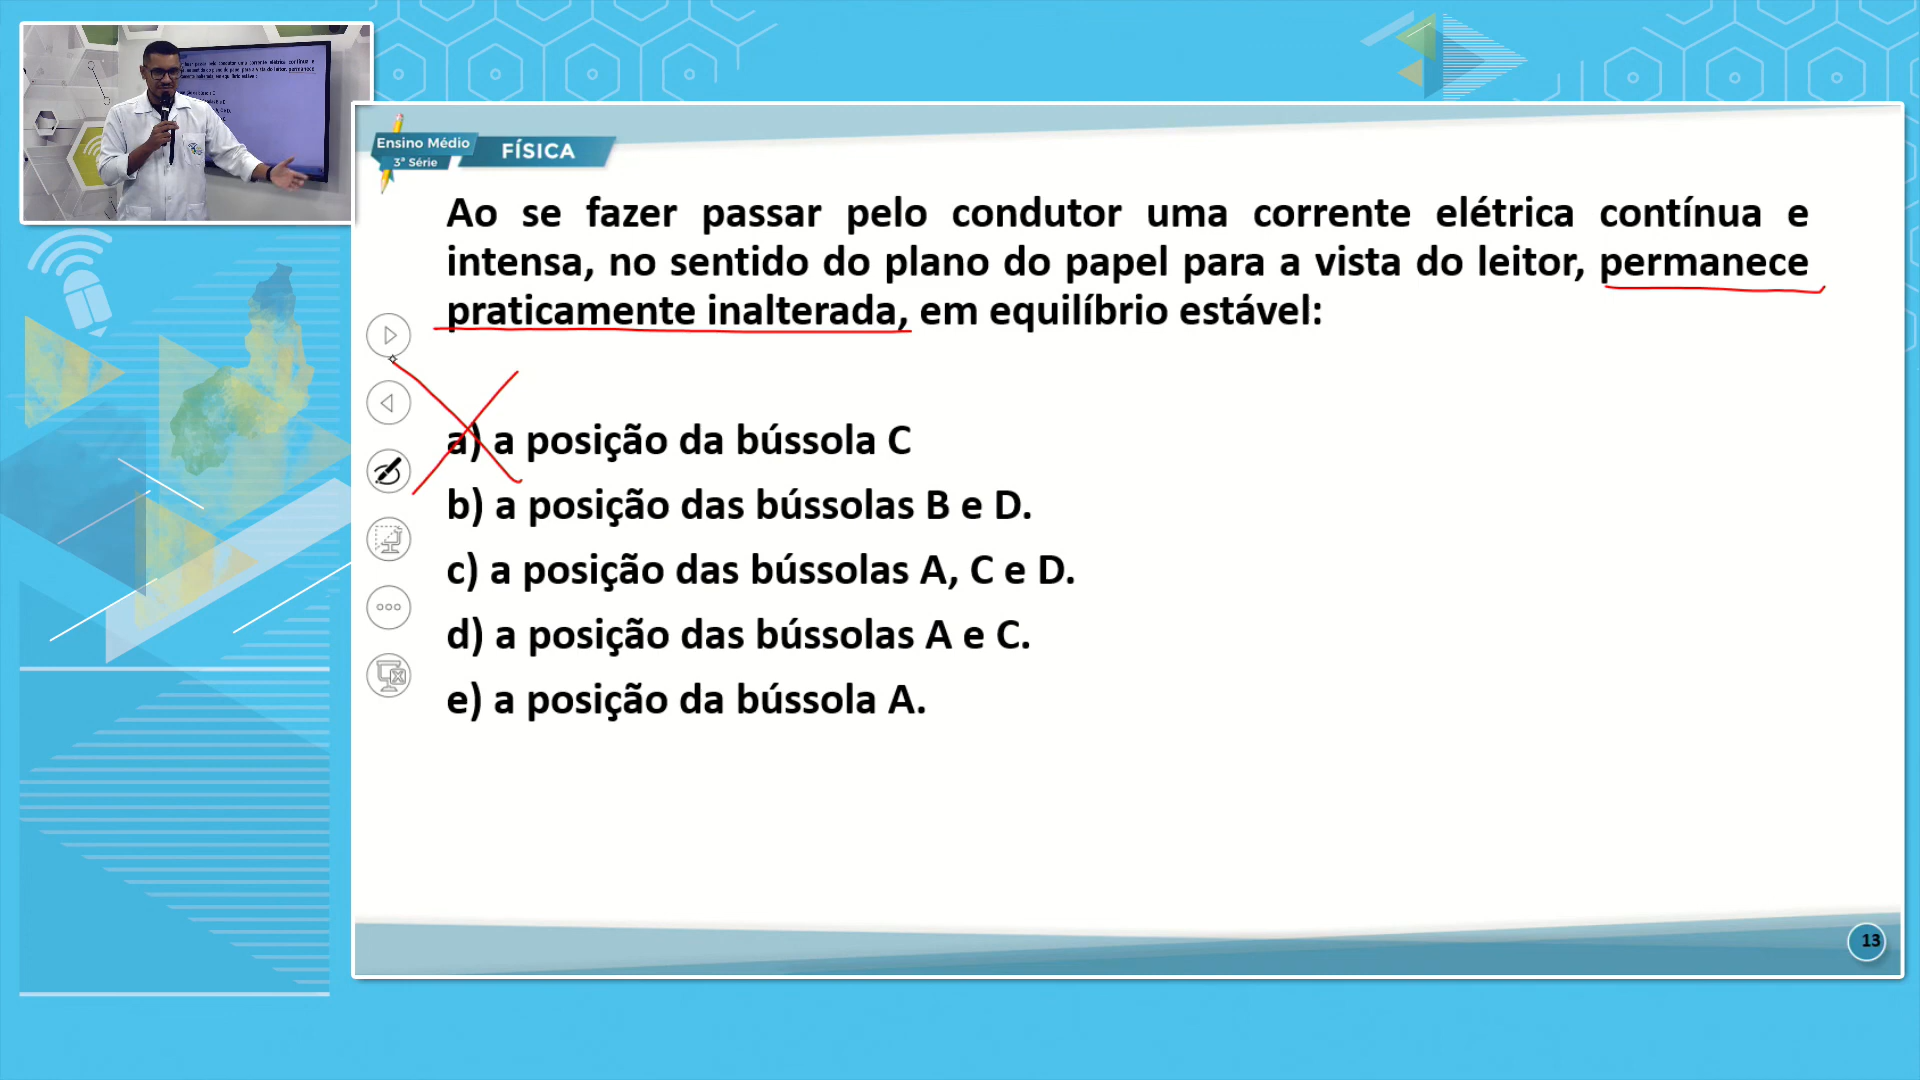 Ensino Médio
3ª Série
FÍSICA
Ao se fazer passar pelo condutor uma corrente elétrica contínua e
intensa, no sentido do plano do papel para a vista do leitor, permanece
praticamente inalterada, em equilíbrio estável:
a) a posição da bússola C
b) a posição das bússolas B e D.
c) a posição das bússolas A, C e D.
d) a posição das bússolas A e C.
e) a posição da bússola A.
13